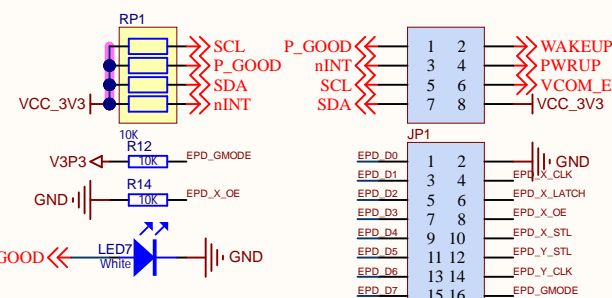 RP1
SCL
P_GOOD
SDA
nINT
VCC_3V3
10K
R12
V3P3
10K
EPD_GMODE
R14
GND
10K
EPD_X_OE
GOOD
LED7
White
GND
P_GOOD 1 2 WAKEUP
nINT 3 4 PWRUP
SCL 5 6 VCOM_E
SDA 7 8 VCC_3V3
JP1
EPD_D0 1 2 GND
EPD_D1 3 4 EPD_X_CLK
EPD_D2 5 6 EPD_X_LATCH
EPD_D3 7 8 EPD_X_OE
EPD_D4 9 10 EPD_X_STL
EPD_D5 11 12 EPD_Y_STL
EPD_D6 13 14 EPD_Y_CLK
EPD_D7 15 16 EPD_GMODE